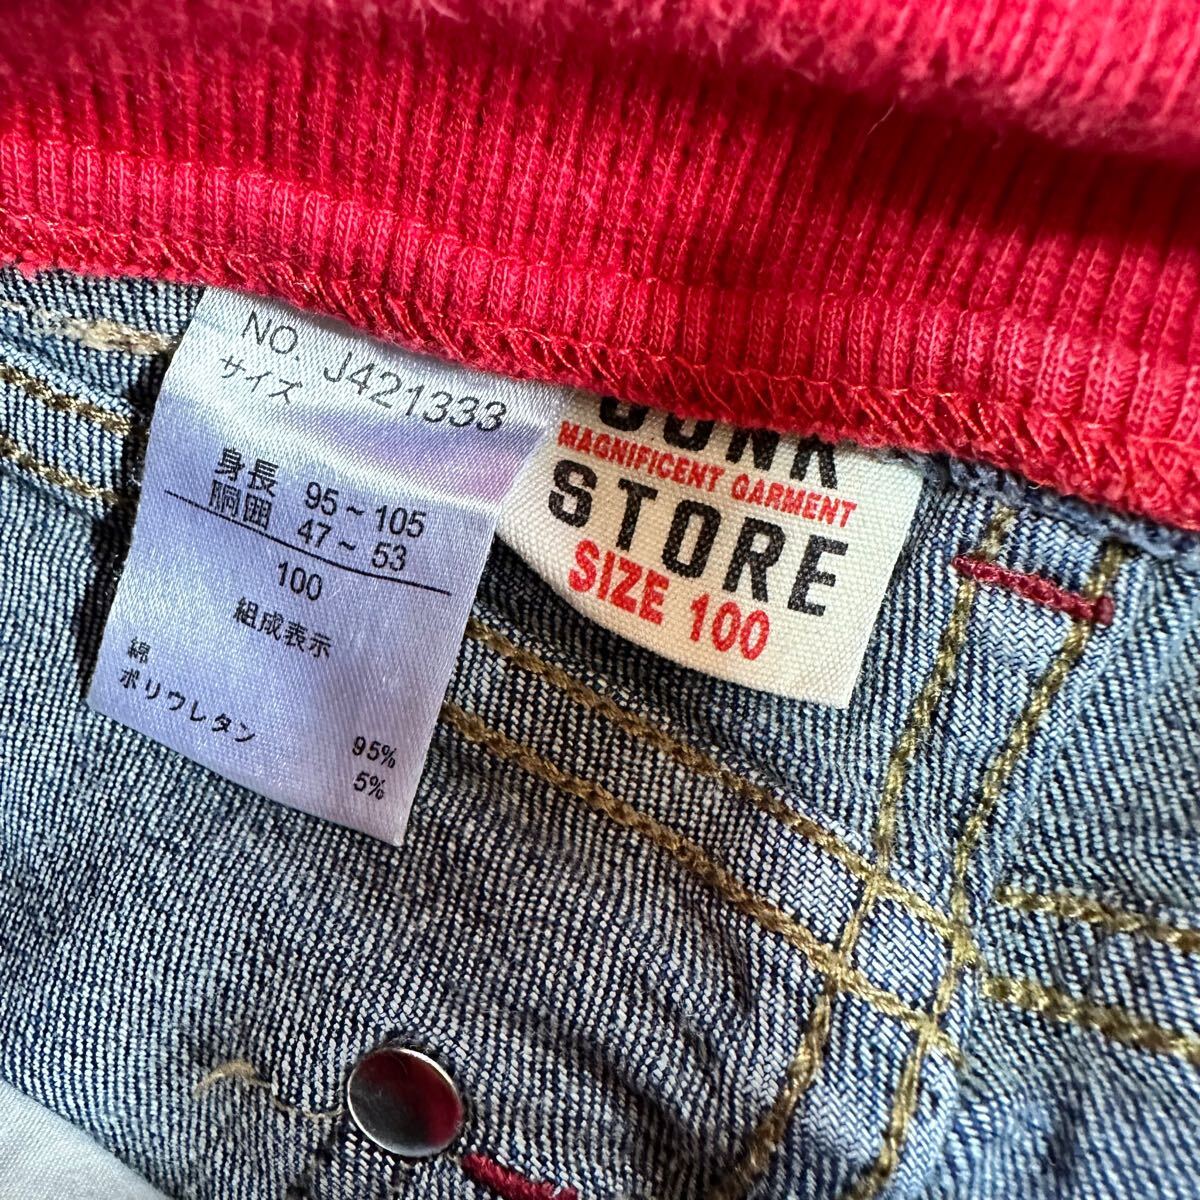 NO. J421333
サイズ
身長 95~105
胴囲 47~53
100
組成表示
綿 95%
ポリウレタン 5%
JUNK
MAGNIFICENT GARMENT
STORE
SIZE 100